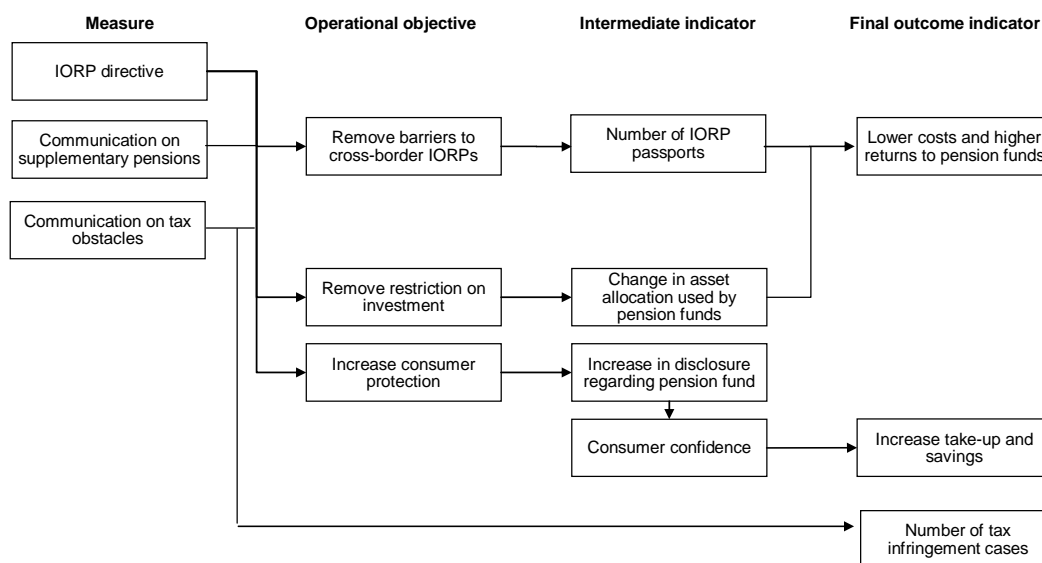 Measure
Operational objective
Intermediate indicator
Final outcome indicator
IORP directive
Communication on
supplementary pensions
Remove barriers to
cross-border IORPs
Number of IORP
passports
Lower costs and higher
returns to pension funds
Communication on tax
obstacles
Remove restriction on
investment
Change in asset
allocation used by
pension funds
Increase consumer
protection
Increase in disclosure
regarding pension fund
Consumer confidence
Increase take-up and
savings
Number of tax
infringement cases